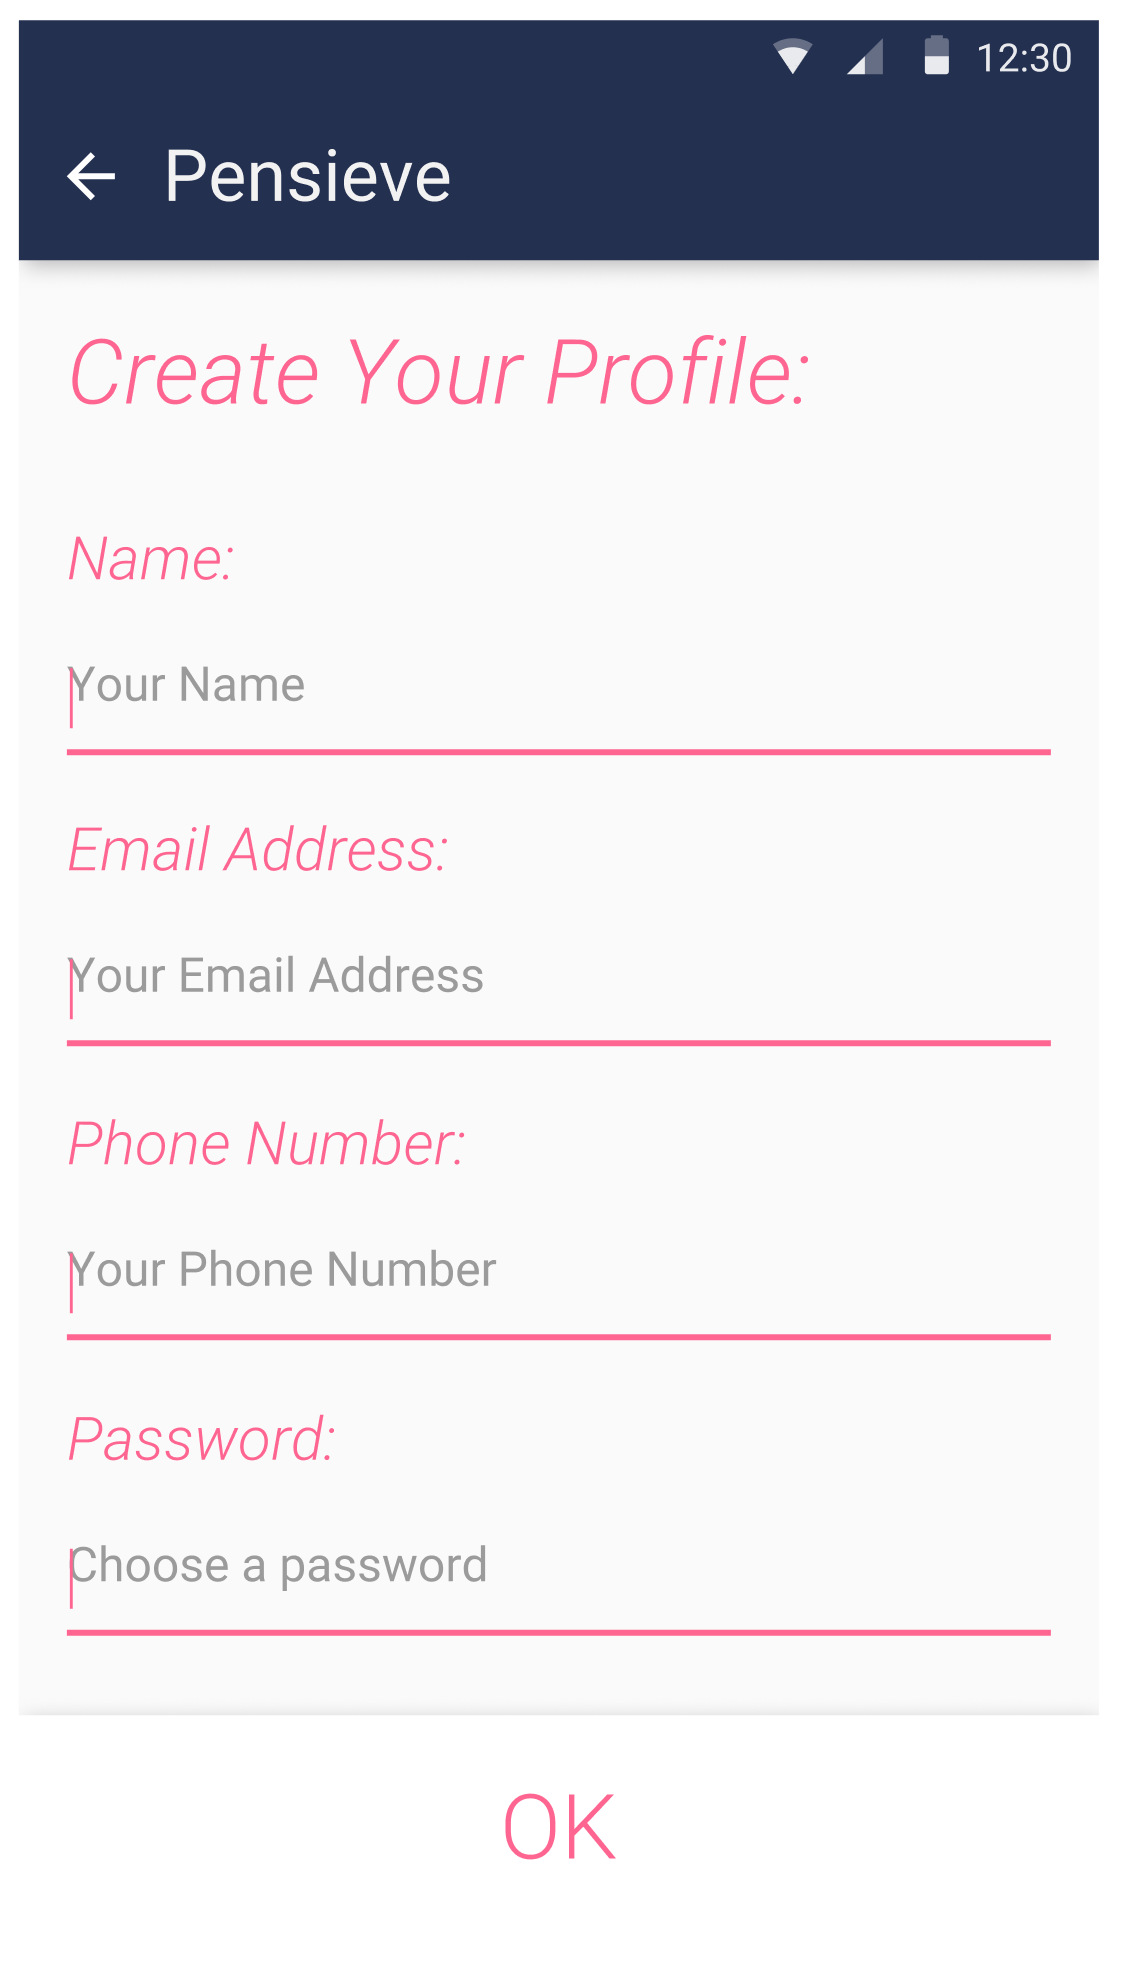 12:30
Pensieve
Create Your Profile:
Name:
Your Name
Email Address:
Your Email Address
Phone Number:
Your Phone Number
Password:
Choose a password
OK